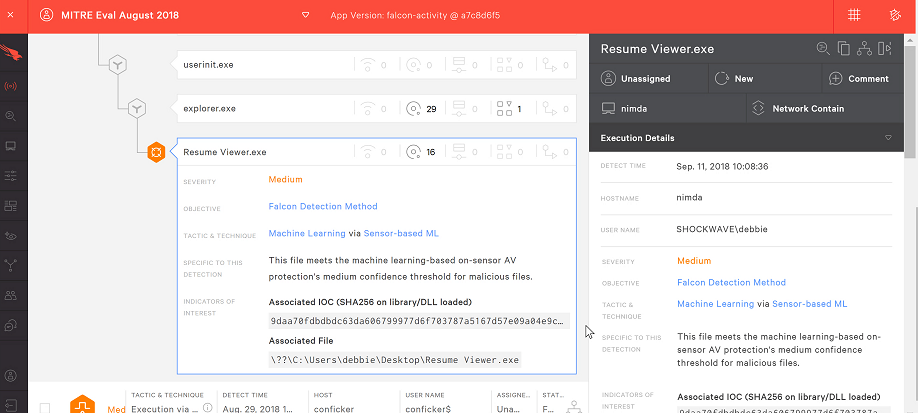 MITRE Eval August 2018
App Version: falcon-activity @ a7c8d6f5
userinit.exe 0 0 0 0 0
explorer.exe 0 29 0 1 0
Resume Viewer.exe 0 16 0 0 0
SEVERITY Medium
OBJECTIVE Falcon Detection Method
TACTIC & TECHNIQUE Machine Learning via Sensor-based ML
SPECIFIC TO THIS This file meets the machine learning-based on-sensor AV
DETECTION protection's medium confidence threshold for malicious files.
INDICATORS OF Associated IOC (SHA256 on library/DLL loaded)
INTEREST
9daa70fdbdbdc63da606799977d6f703787a5167d57e09a04e9c…
Associated File
\??\C:\Users\debbie\Desktop\Resume Viewer.exe
TACTIC & TECHNIQUE DETECT TIME HOST USER NAME ASSIGNE... STAT...
Med Execution via ... Aug. 29, 2018 1 conficker conficker$ Una... F...
Resume Viewer.exe
Unassigned New Comment
nimda Network Contain
Execution Details
DETECT TIME Sep. 11, 2018 10:08:36
HOSTNAME nimda
USER NAME SHOCKWAVE\debbie
SEVERITY Medium
OBJECTIVE Falcon Detection Method
TACTIC & Machine Learning via Sensor-based ML
TECHNIQUE
SPECIFIC TO THIS This file meets the machine learning-based on-
DETECTION sensor AV protection's medium confidence
threshold for malicious files.
INDICATORS OF Associated IOC (SHA256 on library/DLL loaded)